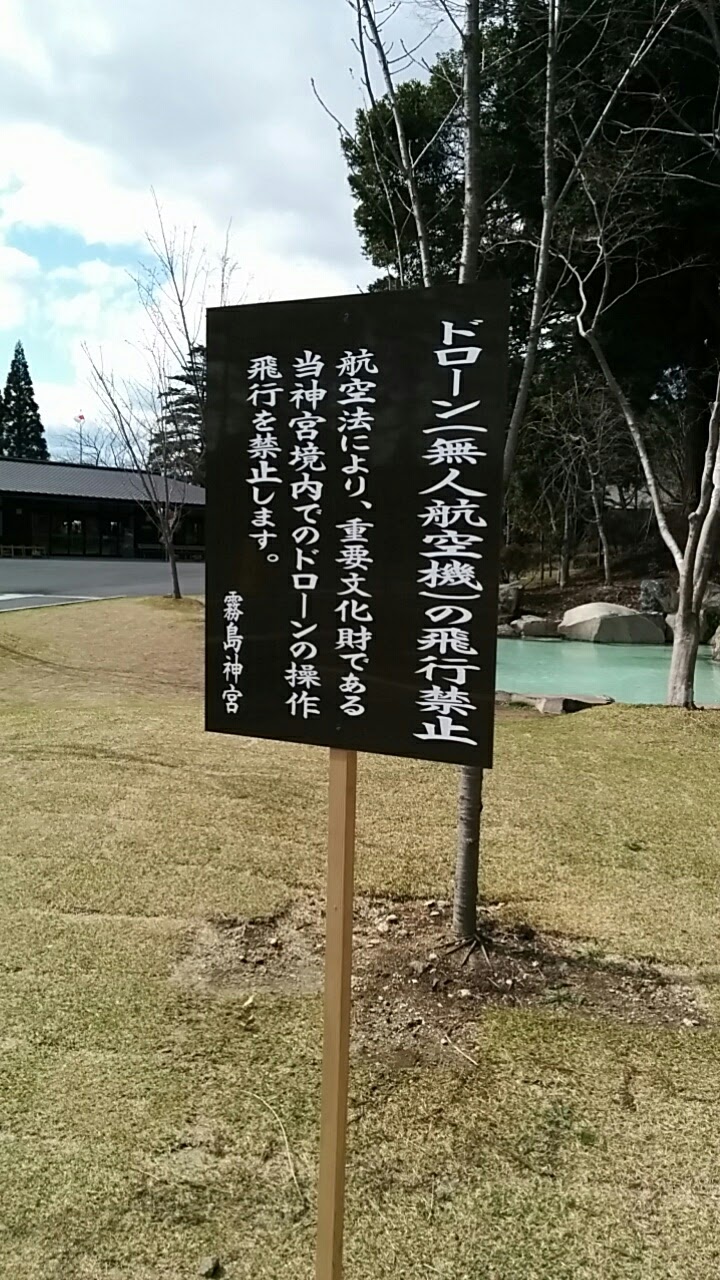 ドローン(無人航空機)の飛行禁止
航空法により、重要文化財である
当神宮境内でのドローンの操作
飛行を禁止します。
霧島神宮